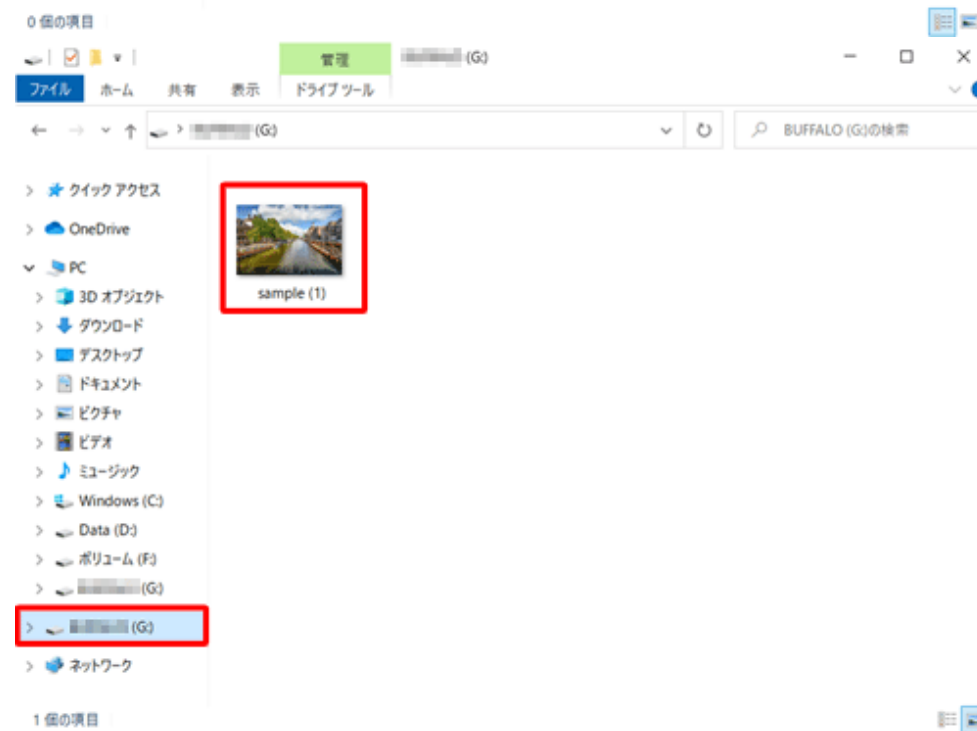 0 個の項目
管理 (G:)
ファイル ホーム 共有 表示 ドライブ ツール
(G:) BUFFALO (G:)の検索
クイック アクセス
OneDrive
PC
3D オブジェクト
ダウンロード
デスクトップ
ドキュメント
ピクチャ
ビデオ
ミュージック
Windows (C:)
Data (D:)
ボリューム (F:)
(G:)
(G:)
ネットワーク
sample (1)
1 個の項目